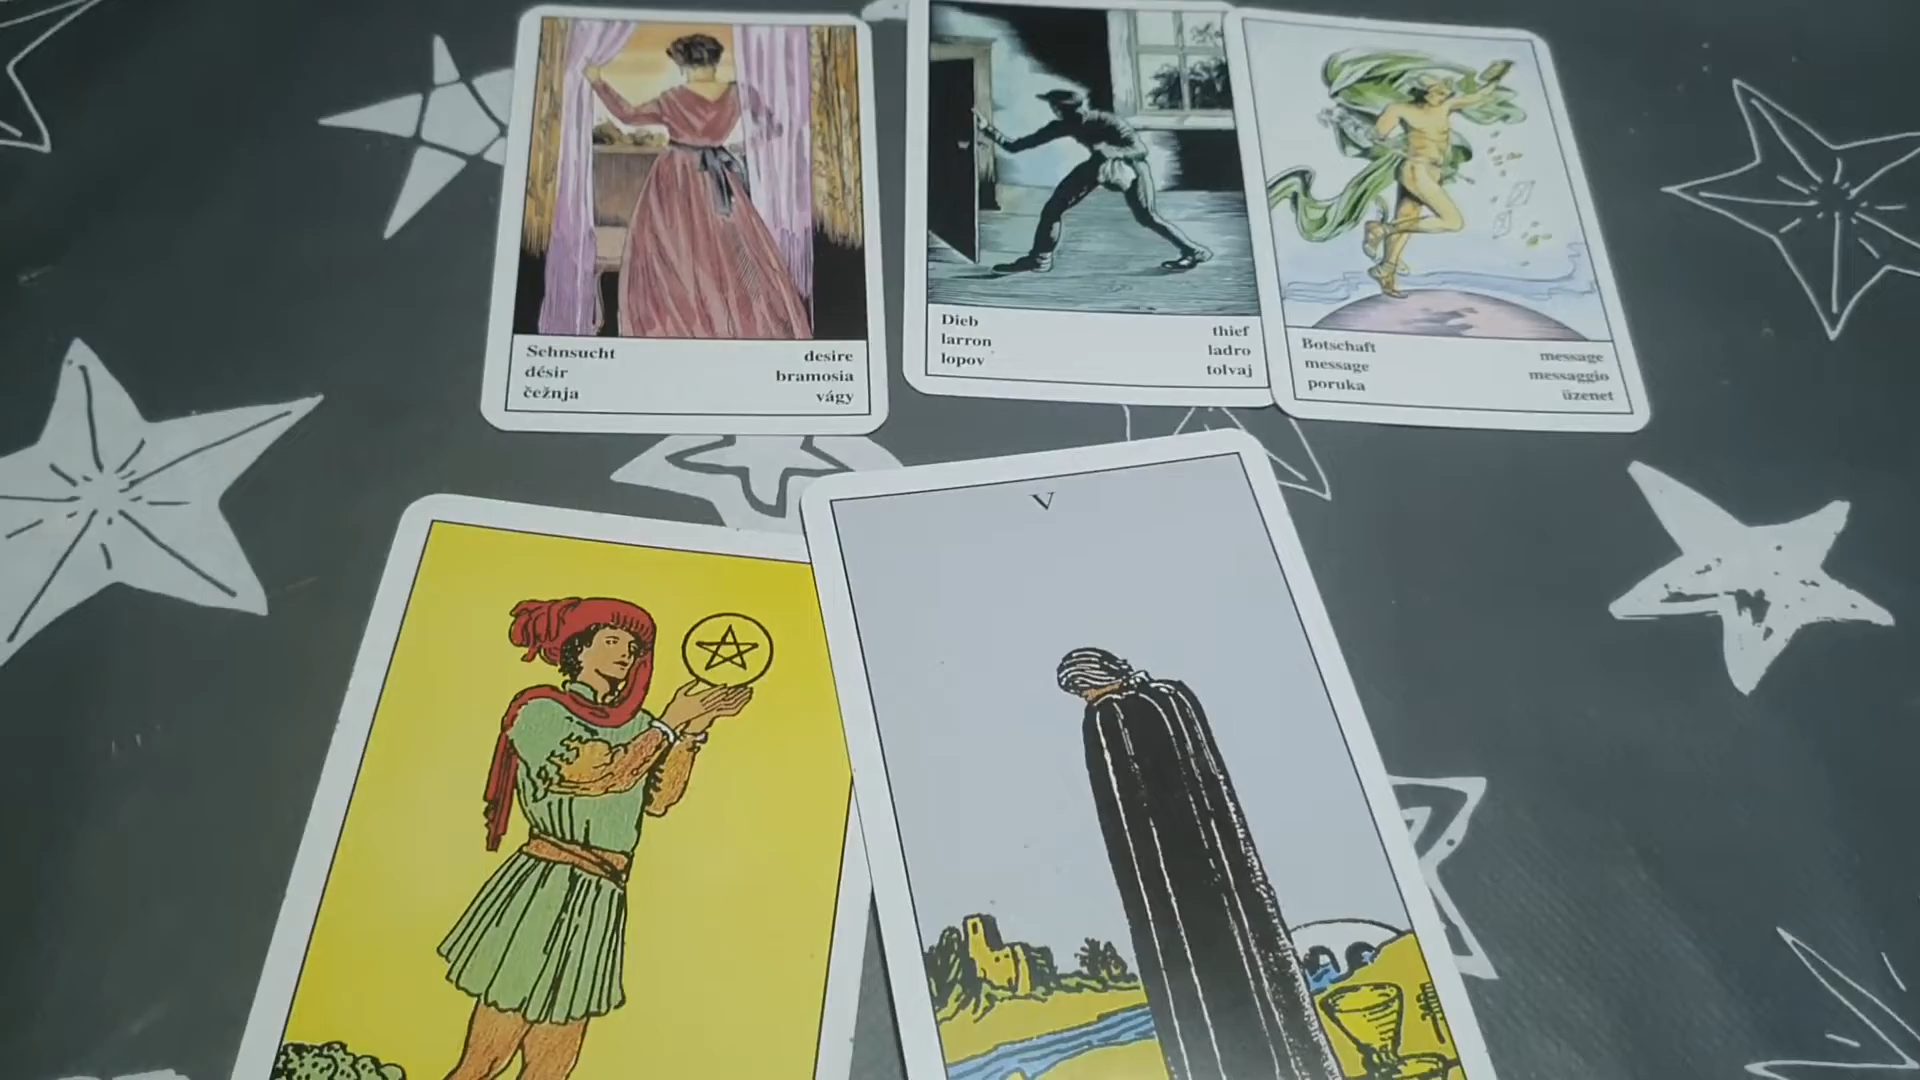 Sehnsucht desire
désir bramosia
čežnja vágy
Dieb thief
larron ladro
lopov tolvaj
Botschaft message
message messaggio
poruka üzenet
V